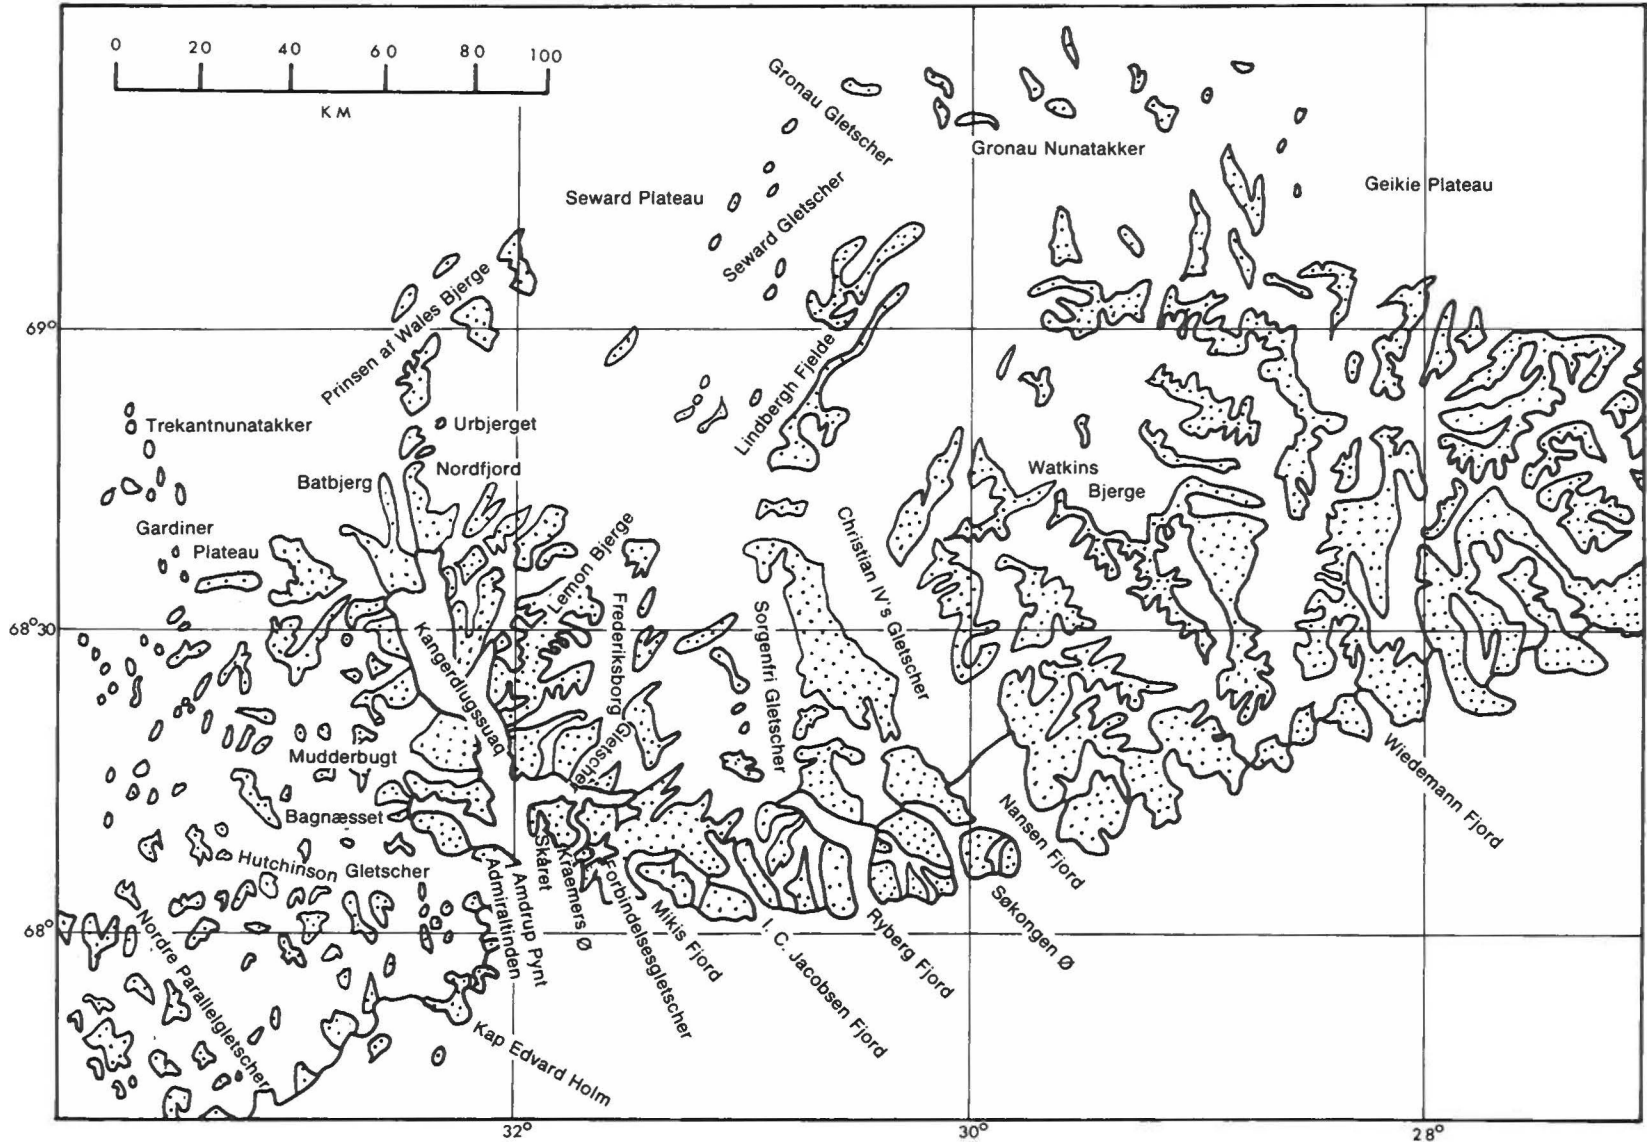 0 20 40 60 80 100
KM
Gronau Gletscher
Gronau Nunatakker
Seward Plateau
Seward Gletscher
Geikie Plateau
Prinsen af Wales Bjerge
69°
Lindbergh Fjelde
Trekantnunatakker
Urbjerget
Nordfjord
Batbjerg
Watkins
Bjerge
Gardiner
Plateau
Lemon Bjerge
Christian IV's Gletscher
Frederiksborg
Gletscher
Sorgenfri Gletscher
68°30
Kangerdlugssuaq
Mudderbugt
Wiedemann Fjord
Bagnæsset
Nansen Fjord
Hutchinson Gletscher
Skåret
Kraemers Ø
Forbindelsesgletscher
Amdrup Pynt
Admiraltinden
Mikis Fjord
I. C. Jacobsen Fjord
Ryberg Fjord
Søkongen Ø
68°
Nordre Parallelgletscher
Kap Edvard Holm
32° 30° 28°